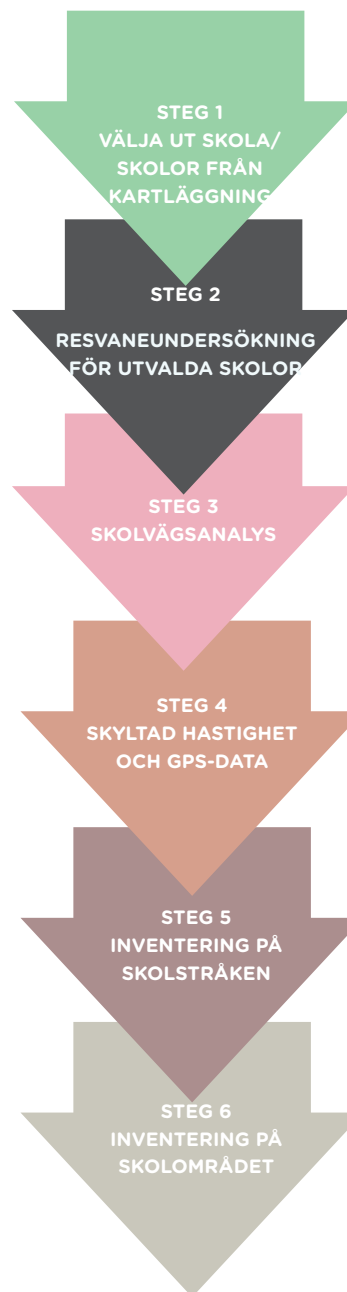 STEG 1
VÄLJA UT SKOLA/
SKOLOR FRÅN
KARTLÄGGNING
STEG 2
RESVANEUNDERSÖKNING
FÖR UTVALDA SKOLOR
STEG 3
SKOLVÄGSANALYS
STEG 4
SKYLTAD HASTIGHET
OCH GPS-DATA
STEG 5
INVENTERING PÅ
SKOLSTRÅKEN
STEG 6
INVENTERING PÅ
SKOLOMRÅDET